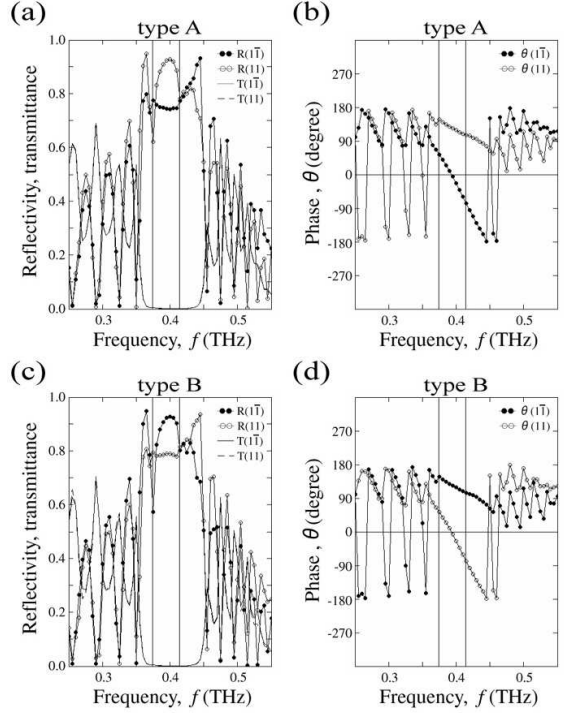 (a) type A
R(11̅)
R(11)
T(11̅)
T(11)
Reflectivity, transmittance
1.0
0.8
0.6
0.4
0.2
0.0
0.3 0.4 0.5
Frequency, f (THz)
(b) type A
θ (11̅)
θ (11)
Phase , θ (degree)
270
180
90
0
-90
-180
-270
0.3 0.4 0.5
Frequency, f (THz)
(c) type B
R(11̅)
R(11)
T(11̅)
T(11)
Reflectivity, transmittance
1.0
0.8
0.6
0.4
0.2
0.0
0.3 0.4 0.5
Frequency, f (THz)
(d) type B
θ (11̅)
θ (11)
Phase , θ (degree)
270
180
90
0
-90
-180
-270
0.3 0.4 0.5
Frequency, f (THz)